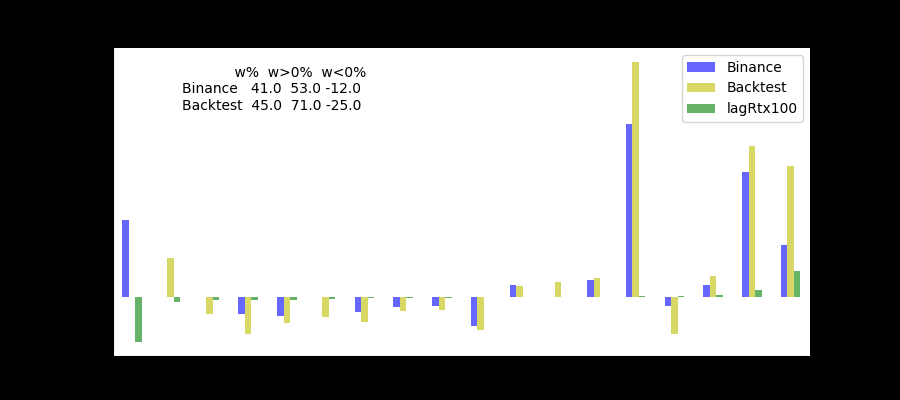 w% w>0% w<0%
Binance 41.0 53.0 -12.0
Backtest 45.0 71.0 -25.0
Binance
Backtest
lagRtx100